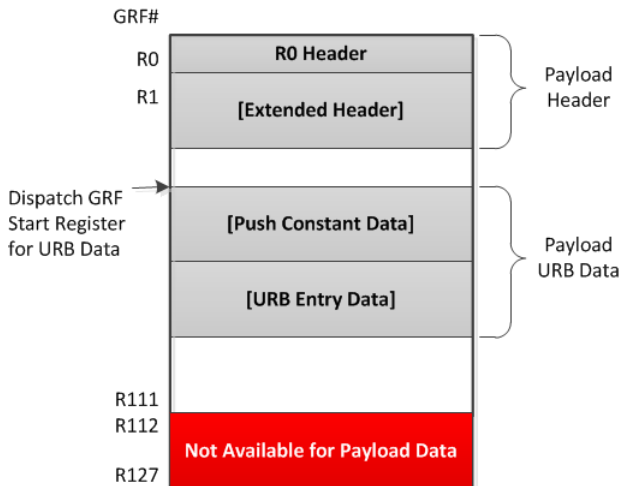 GRF#
R0
R0 Header
R1
[Extended Header]
Payload
Header
Dispatch GRF
Start Register
for URB Data
[Push Constant Data]
[URB Entry Data]
Payload
URB Data
R111
R112
Not Available for Payload Data
R127